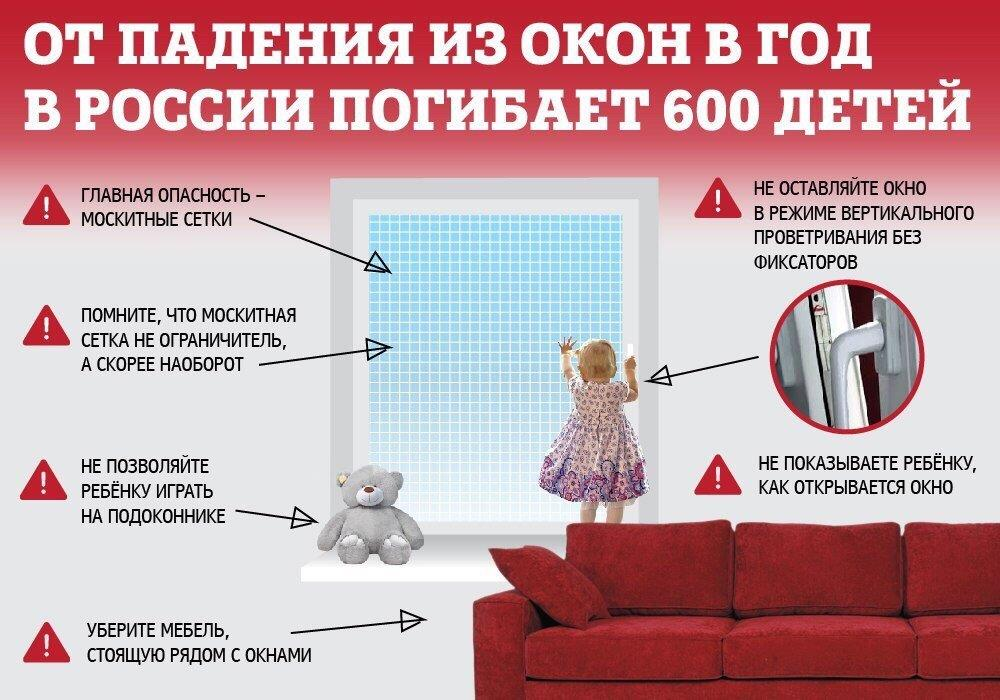 ОТ ПАДЕНИЯ ИЗ ОКОН В ГОД
В РОССИИ ПОГИБАЕТ 600 ДЕТЕЙ
ГЛАВНАЯ ОПАСНОСТЬ –
МОСКИТНЫЕ СЕТКИ
ПОМНИТЕ, ЧТО МОСКИТНАЯ
СЕТКА НЕ ОГРАНИЧИТЕЛЬ,
А СКОРЕЕ НАОБОРОТ
НЕ ПОЗВОЛЯЙТЕ
РЕБЁНКУ ИГРАТЬ
НА ПОДОКОННИКЕ
УБЕРИТЕ МЕБЕЛЬ,
СТОЯЩУЮ РЯДОМ С ОКНАМИ
НЕ ОСТАВЛЯЙТЕ ОКНО
В РЕЖИМЕ ВЕРТИКАЛЬНОГО
ПРОВЕТРИВАНИЯ БЕЗ
ФИКСАТОРОВ
НЕ ПОКАЗЫВАЕТЕ РЕБЁНКУ,
КАК ОТКРЫВАЕТСЯ ОКНО